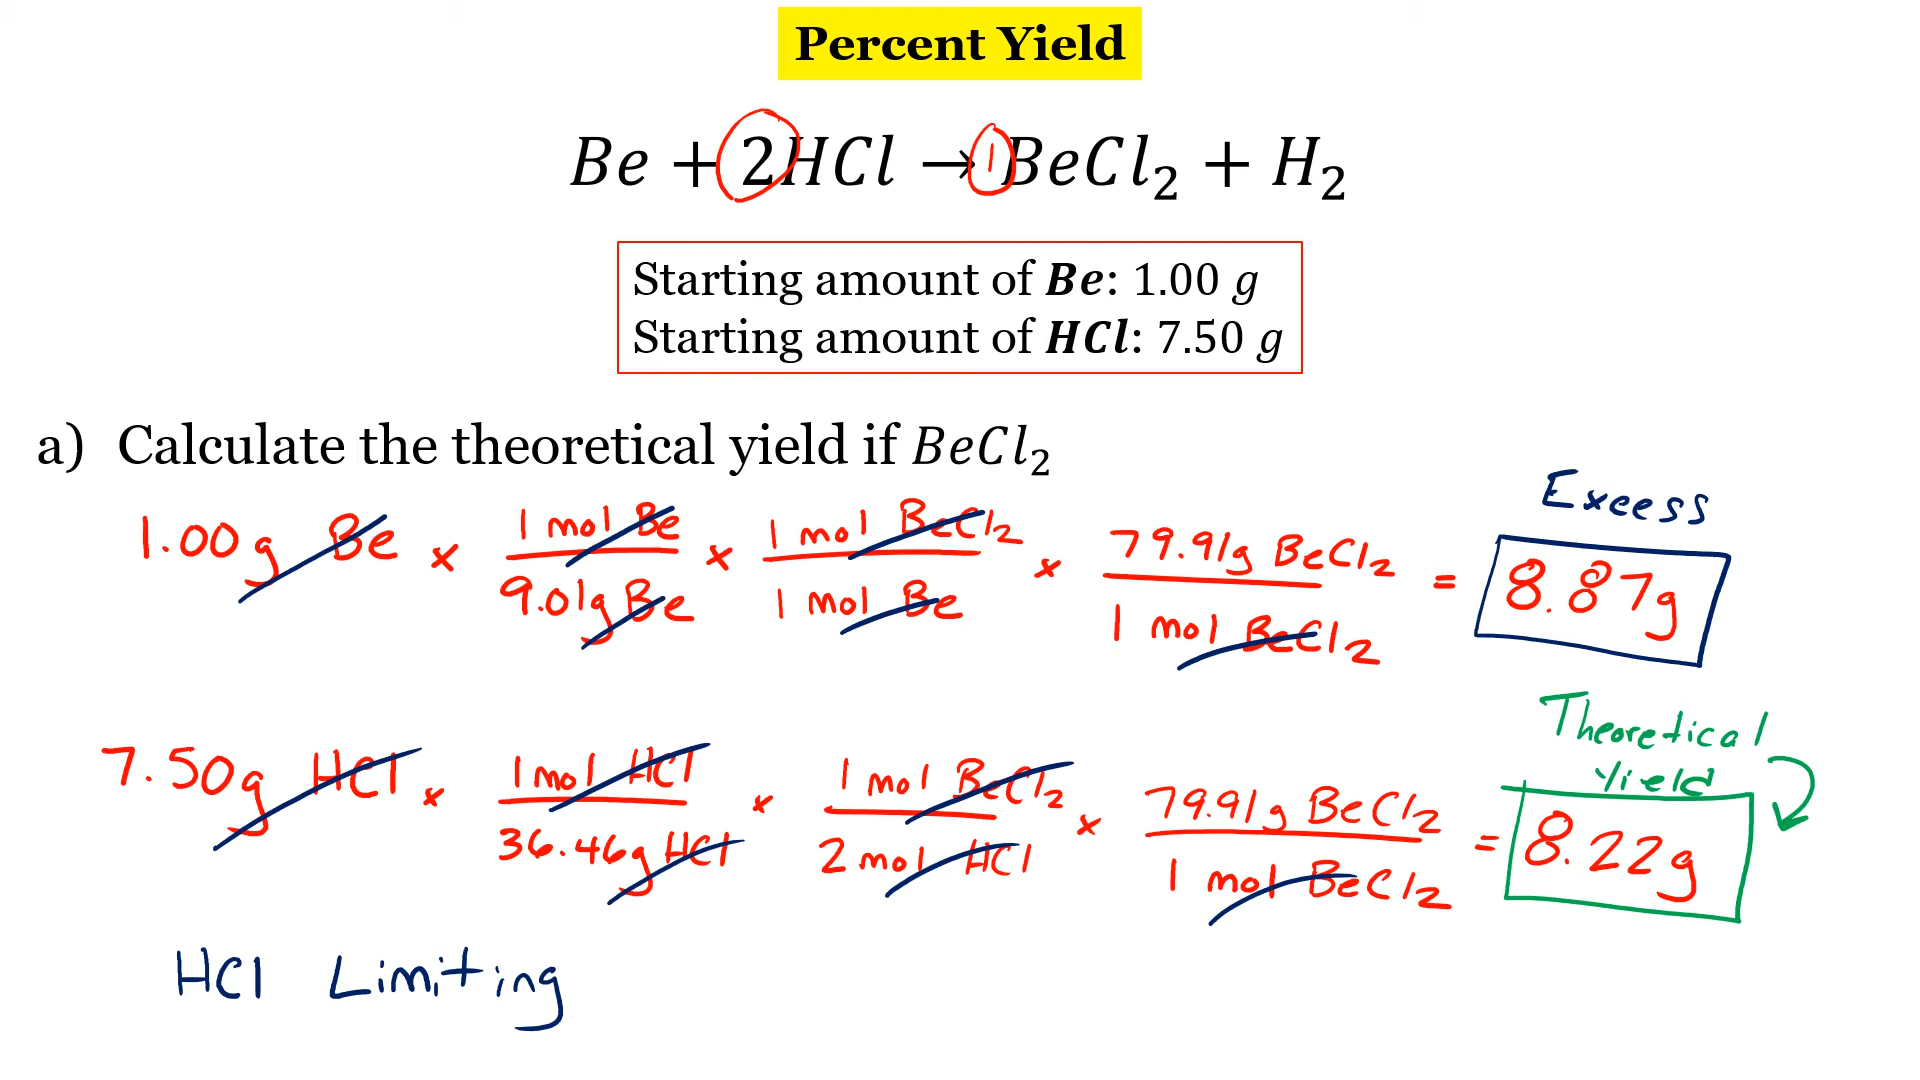 Percent Yield
Be + 2HCl → 1 BeCl₂ + H₂
Starting amount of Be: 1.00 g
Starting amount of HCl: 7.50 g
a) Calculate the theoretical yield if BeCl₂
Excess
1.00g Be × 1 mol Be / 9.01g Be × 1 mol BeCl₂ / 1 mol Be × 79.91g BeCl₂ / 1 mol BeCl₂ = 8.87g
Theoretical
Yield
7.50g HCl × 1 mol HCl / 36.46g HCl × 1 mol BeCl₂ / 2 mol HCl × 79.91g BeCl₂ / 1 mol BeCl₂ = 8.22g
HCl Limiting